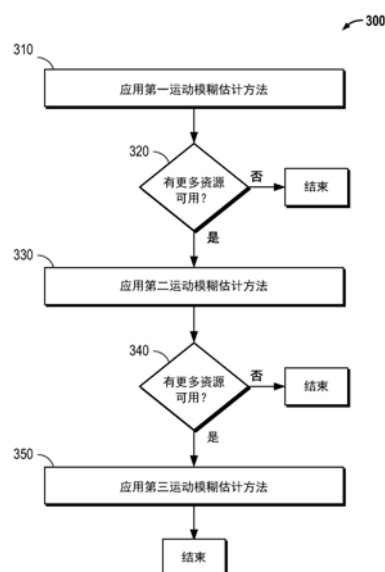 300
310
应用第一运动模糊估计方法
320
有更多资源
可用?
否
结束
是
330
应用第二运动模糊估计方法
340
有更多资源
可用?
否
结束
是
350
应用第三运动模糊估计方法
结束